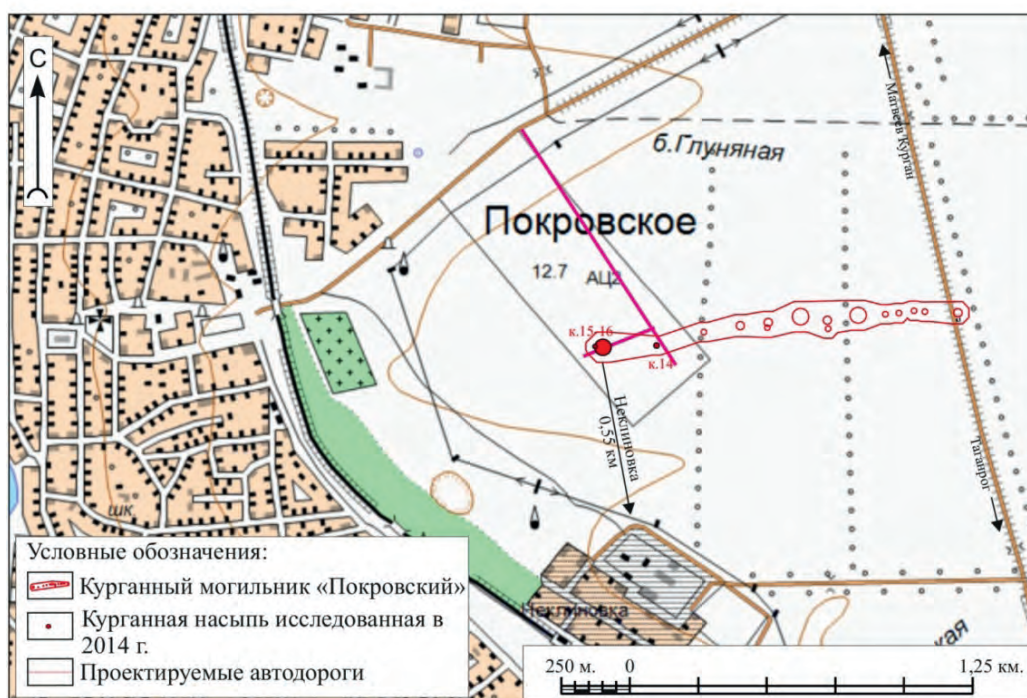 С
б.Глуняная
Матвеев Курган
Покровское
12.7
АЦ2
к.15-16
к.14
Неклиновка
0,55 км
Таганрог
шк.
Неклиновка
кая
Условные обозначения:
Курганный могильник «Покровский»
Курганная насыпь исследованная в
2014 г.
Проектируемые автодороги
250 м. 0 1,25 км.